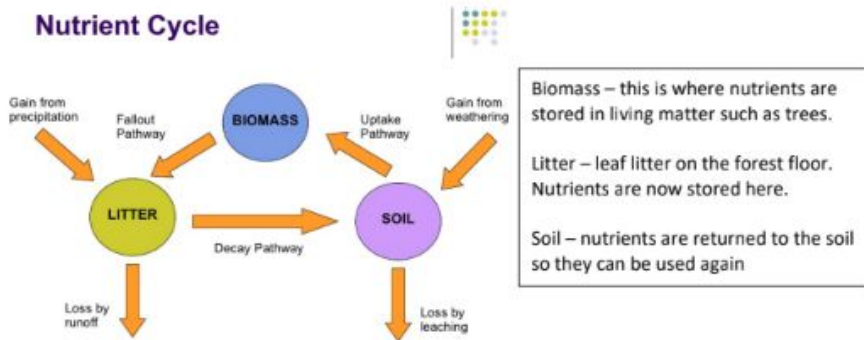 Nutrient Cycle
Gain from
precipitation
Fallout
Pathway
BIOMASS
Uptake
Pathway
Gain from
weathering
LITTER
SOIL
Decay Pathway
Loss by
runoff
Loss by
leaching
Biomass – this is where nutrients are
stored in living matter such as trees.
Litter – leaf litter on the forest floor.
Nutrients are now stored here.
Soil – nutrients are returned to the soil
so they can be used again